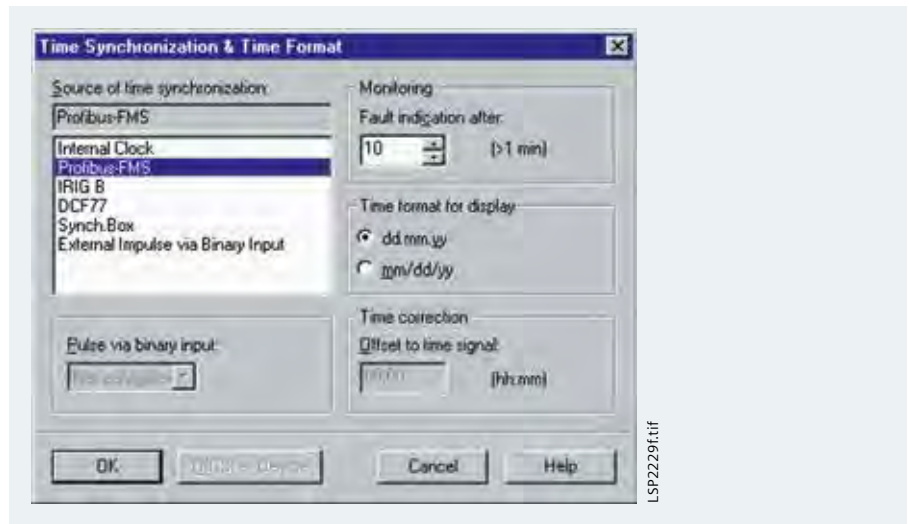 Time Synchronization & Time Format
Source of time synchronization:
Profibus-FMS
Internal Clock
Profibus-FMS
IRIG B
DCF77
Synch.Box
External Impulse via Binary Input
Pulse via binary input:
Monitoring
Fault indication after:
10 (>1 min)
Time format for display
dd.mm.yy
mm/dd/yy
Time correction
Offset to time signal:
00:00 (hh:mm)
OK
Cancel
Help
LSP2229f.tif